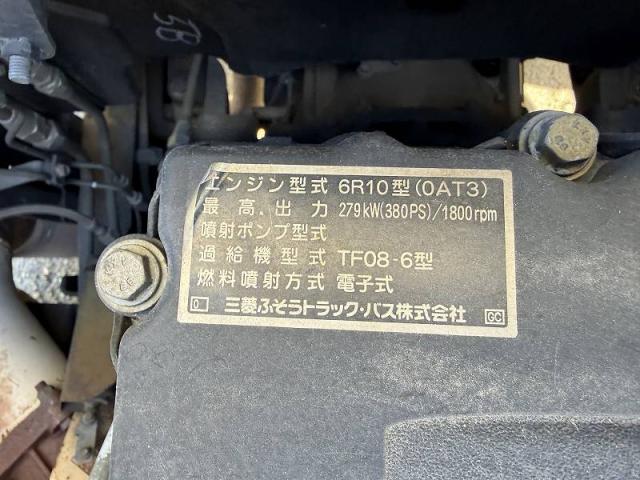 3B
エンジン型式 6R10型(0AT3)
最高出力 279kW(380PS)/1800rpm
噴射ポンプ型式
過給機型式 TF08-6型
燃料噴射方式 電子式
0 三菱ふそうトラック・バス株式会社 GC